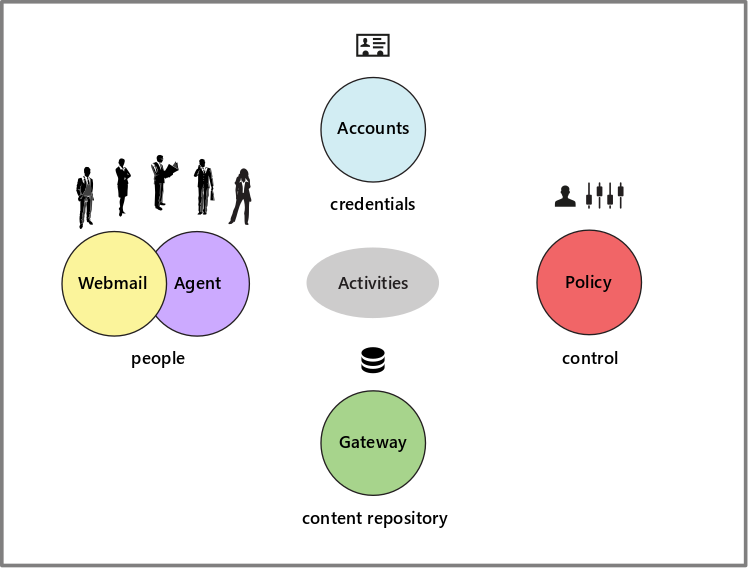 Accounts
credentials
Webmail
Agent
people
Activities
Policy
control
Gateway
content repository